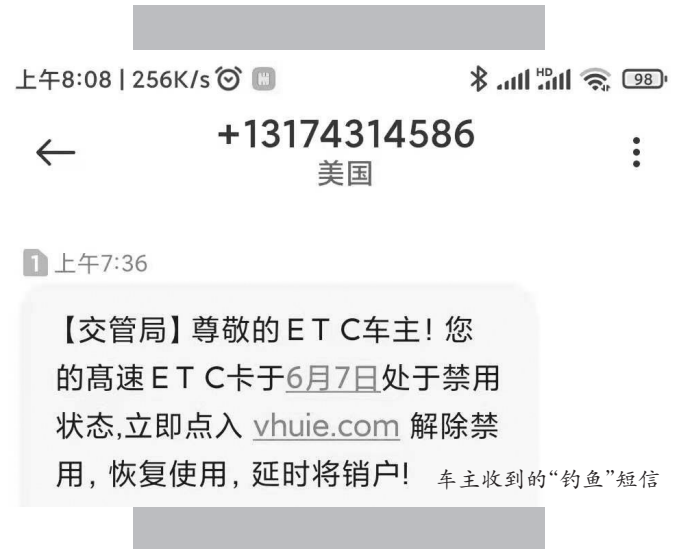 上午8:08 | 256K/s HD 98
+13174314586
美国
1 上午7:36
【交管局】尊敬的ＥＴＣ车主！您
的髙速ＥＴＣ卡于6月7日处于禁用
状态,立即点入 vhuie.com 解除禁
用，恢复使用，延时将销户!
车主收到的“钓鱼”短信